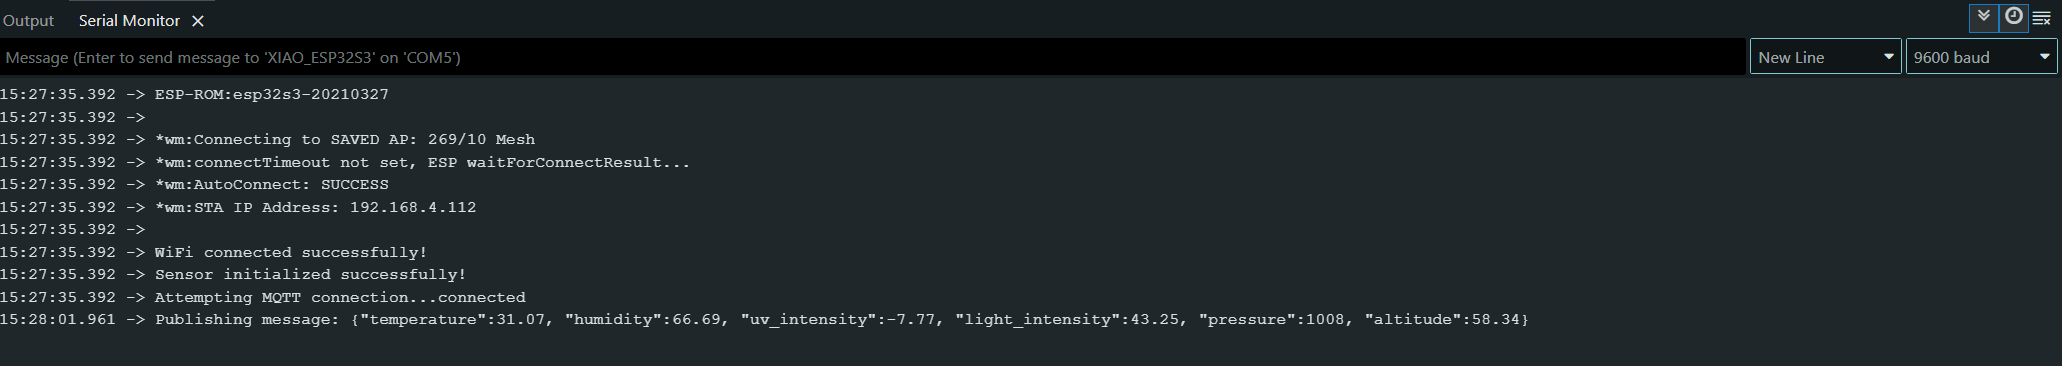 Output Serial Monitor
Message (Enter to send message to 'XIAO_ESP32S3' on 'COM5') New Line 9600 baud
15:27:35.392 -> ESP-ROM:esp32s3-20210327
15:27:35.392 ->
15:27:35.392 -> *wm:Connecting to SAVED AP: 269/10 Mesh
15:27:35.392 -> *wm:connectTimeout not set, ESP waitForConnectResult...
15:27:35.392 -> *wm:AutoConnect: SUCCESS
15:27:35.392 -> *wm:STA IP Address: 192.168.4.112
15:27:35.392 ->
15:27:35.392 -> WiFi connected successfully!
15:27:35.392 -> Sensor initialized successfully!
15:27:35.392 -> Attempting MQTT connection...connected
15:28:01.961 -> Publishing message: {"temperature":31.07, "humidity":66.69, "uv_intensity":-7.77, "light_intensity":43.25, "pressure":1008, "altitude":58.34}